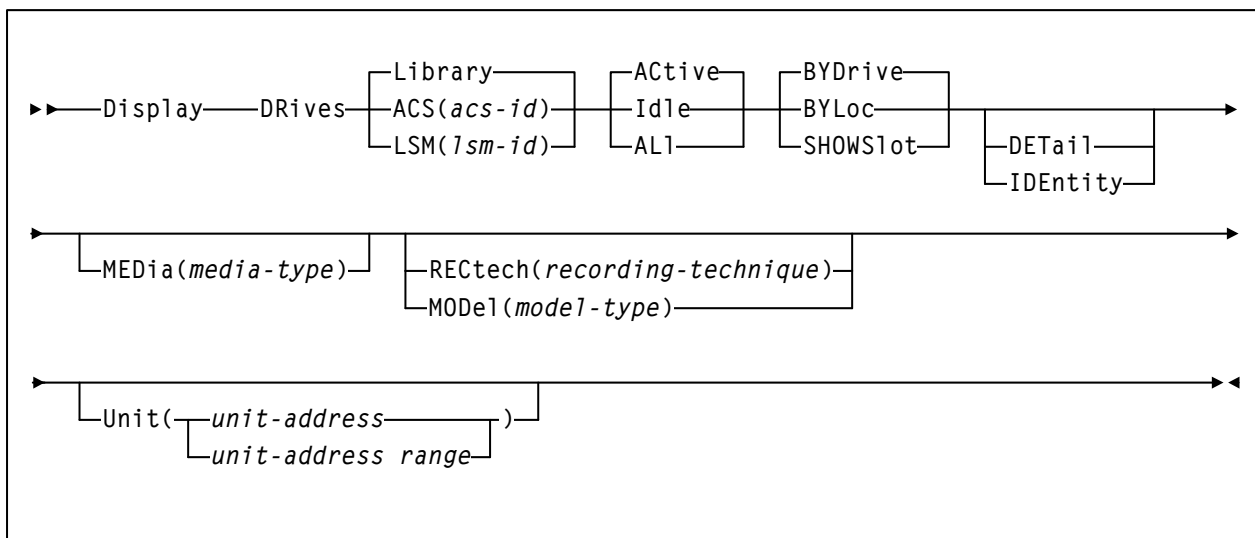 Library ACtive BYDrive
Display DRives ACS(acs-id) Idle BYLoc
LSM(lsm-id) ALl SHOWSlot DETail
IDEntity
MEDia(media-type) RECtech(recording-technique)
MODel(model-type)
Unit( unit-address )
unit-address range